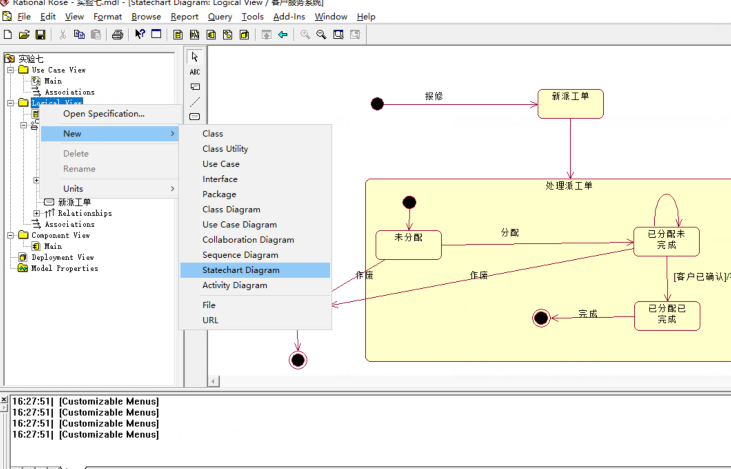 Rational Rose - 实验七.mdl - [Statechart Diagram: Logical View / 客户服务系统]
File Edit View Format Browse Report Query Tools Add-Ins Window Help
实验七
Use Case View
Main
Associations
Logical View
新派工单
Relationships
Associations
Component View
Main
Deployment View
Model Properties
Open Specification...
New
Delete
Rename
Units
Class
Class Utility
Use Case
Interface
Package
Class Diagram
Use Case Diagram
Collaboration Diagram
Sequence Diagram
Statechart Diagram
Activity Diagram
File
URL
ABC
报修
新派工单
处理派工单
未分配
分配
已分配未
完成
作废
作废
[客户已确认]/
已分配已
完成
完成
16:27:51| [Customizable Menus]
16:27:51| [Customizable Menus]
16:27:51| [Customizable Menus]
16:27:51| [Customizable Menus]